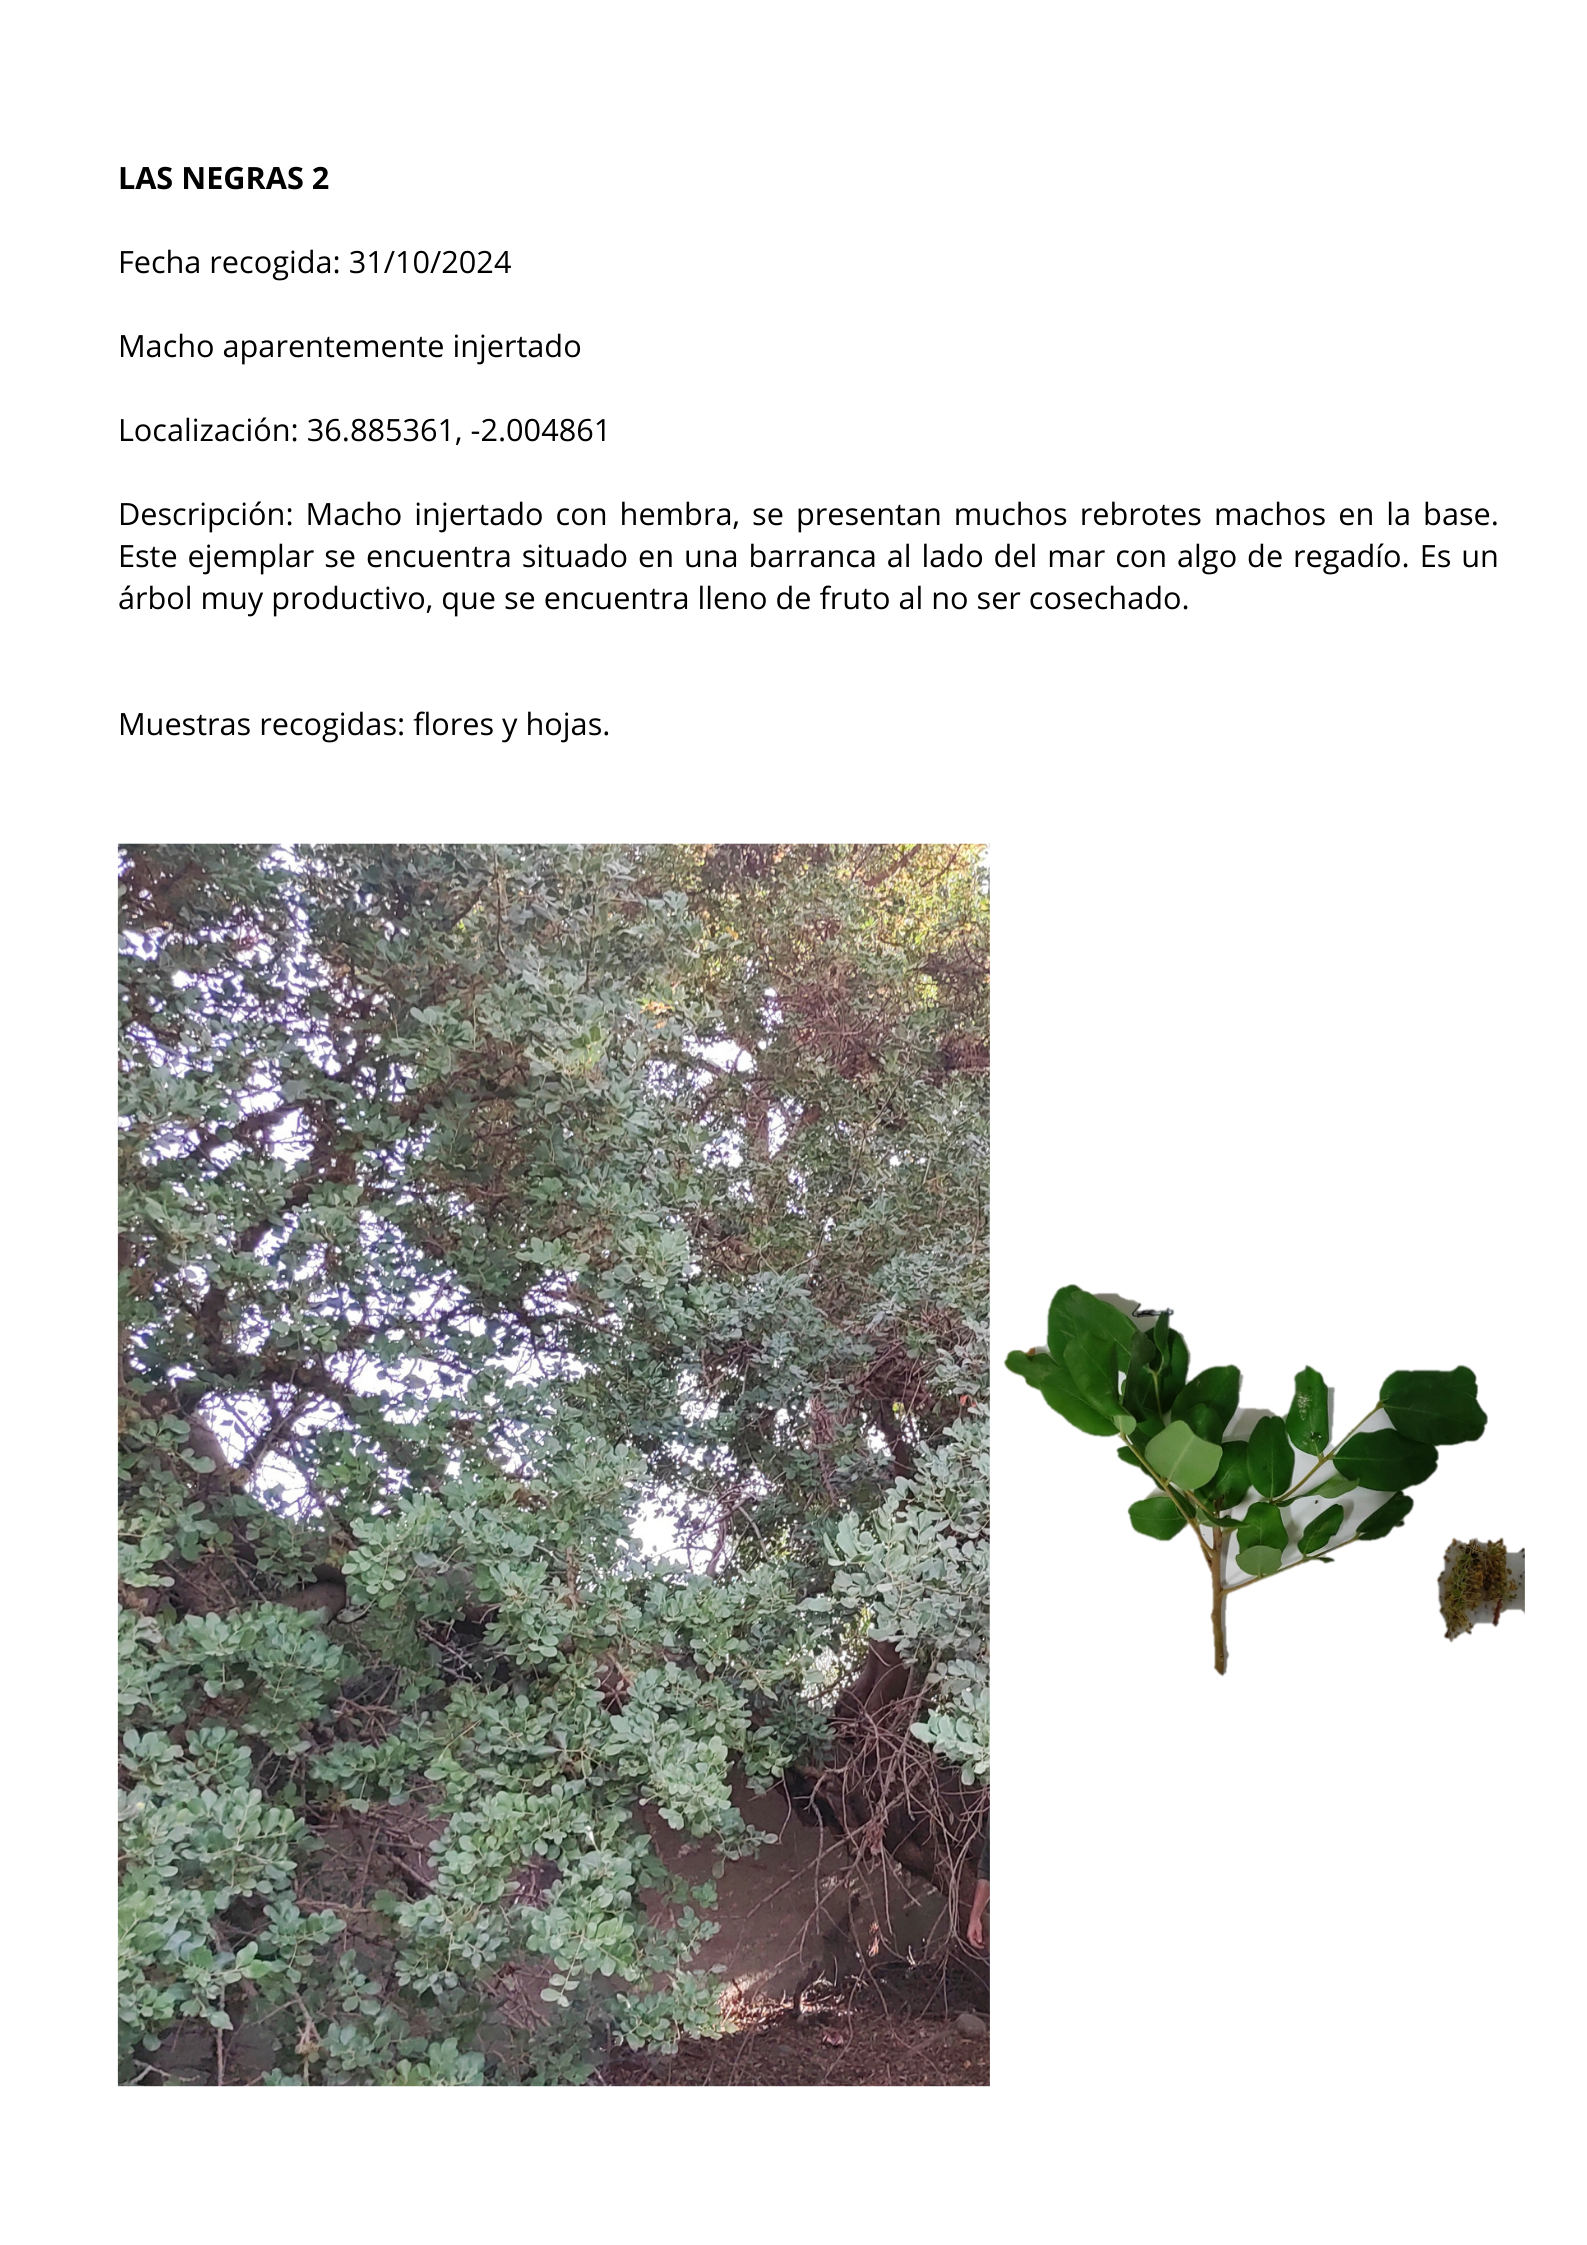 LAS NEGRAS 2
Fecha recogida: 31/10/2024
Macho aparentemente injertado
Localización: 36.885361, -2.004861
Descripción: Macho injertado con hembra, se presentan muchos rebrotes machos en la base.
Este ejemplar se encuentra situado en una barranca al lado del mar con algo de regadío. Es un
árbol muy productivo, que se encuentra lleno de fruto al no ser cosechado.
Muestras recogidas: flores y hojas.